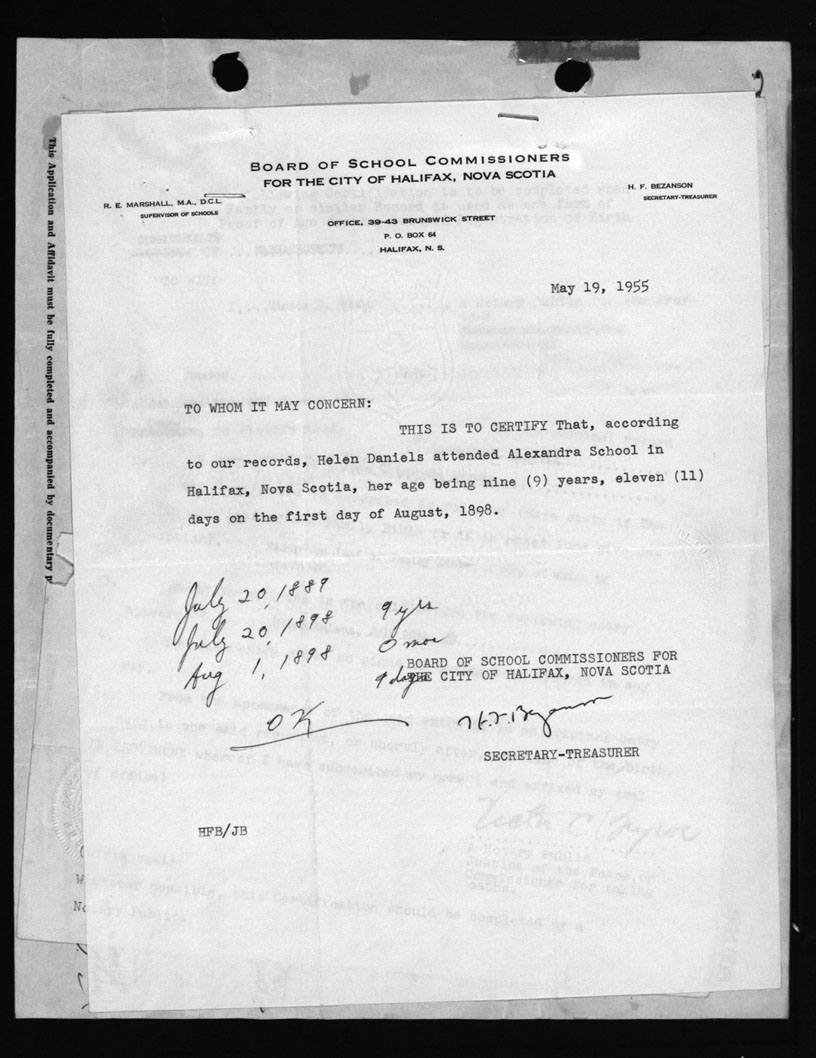 BOARD OF SCHOOL COMMISSIONERS
FOR THE CITY OF HALIFAX, NOVA SCOTIA
R. E. MARSHALL, M.A., D.C.L.
SUPERVISOR OF SCHOOLS
H. F. BEZANSON
SECRETARY-TREASURER
OFFICE, 39-43 BRUNSWICK STREET
P. O. BOX 64
HALIFAX, N. S.
This Application and Affidavit must be fully completed and accompanied by documentary p
May 19, 1955
TO WHOM IT MAY CONCERN:
THIS IS TO CERTIFY That, according
to our records, Helen Daniels attended Alexandra School in
Halifax, Nova Scotia, her age being nine (9) years, eleven (11)
days on the first day of August, 1898.
July 20, 1889
July 20, 1898 9 yrs
Aug 1, 1898 0 mos
9 days
BOARD OF SCHOOL COMMISSIONERS FOR
THE CITY OF HALIFAX, NOVA SCOTIA
OK
H. F. Bezanson
SECRETARY-TREASURER
HFB/JB
A Notary Public
Justice of the Peace, or
Commissioner for taking
oaths.
Wherever possible, this Certification should be completed by a
Notary Public.